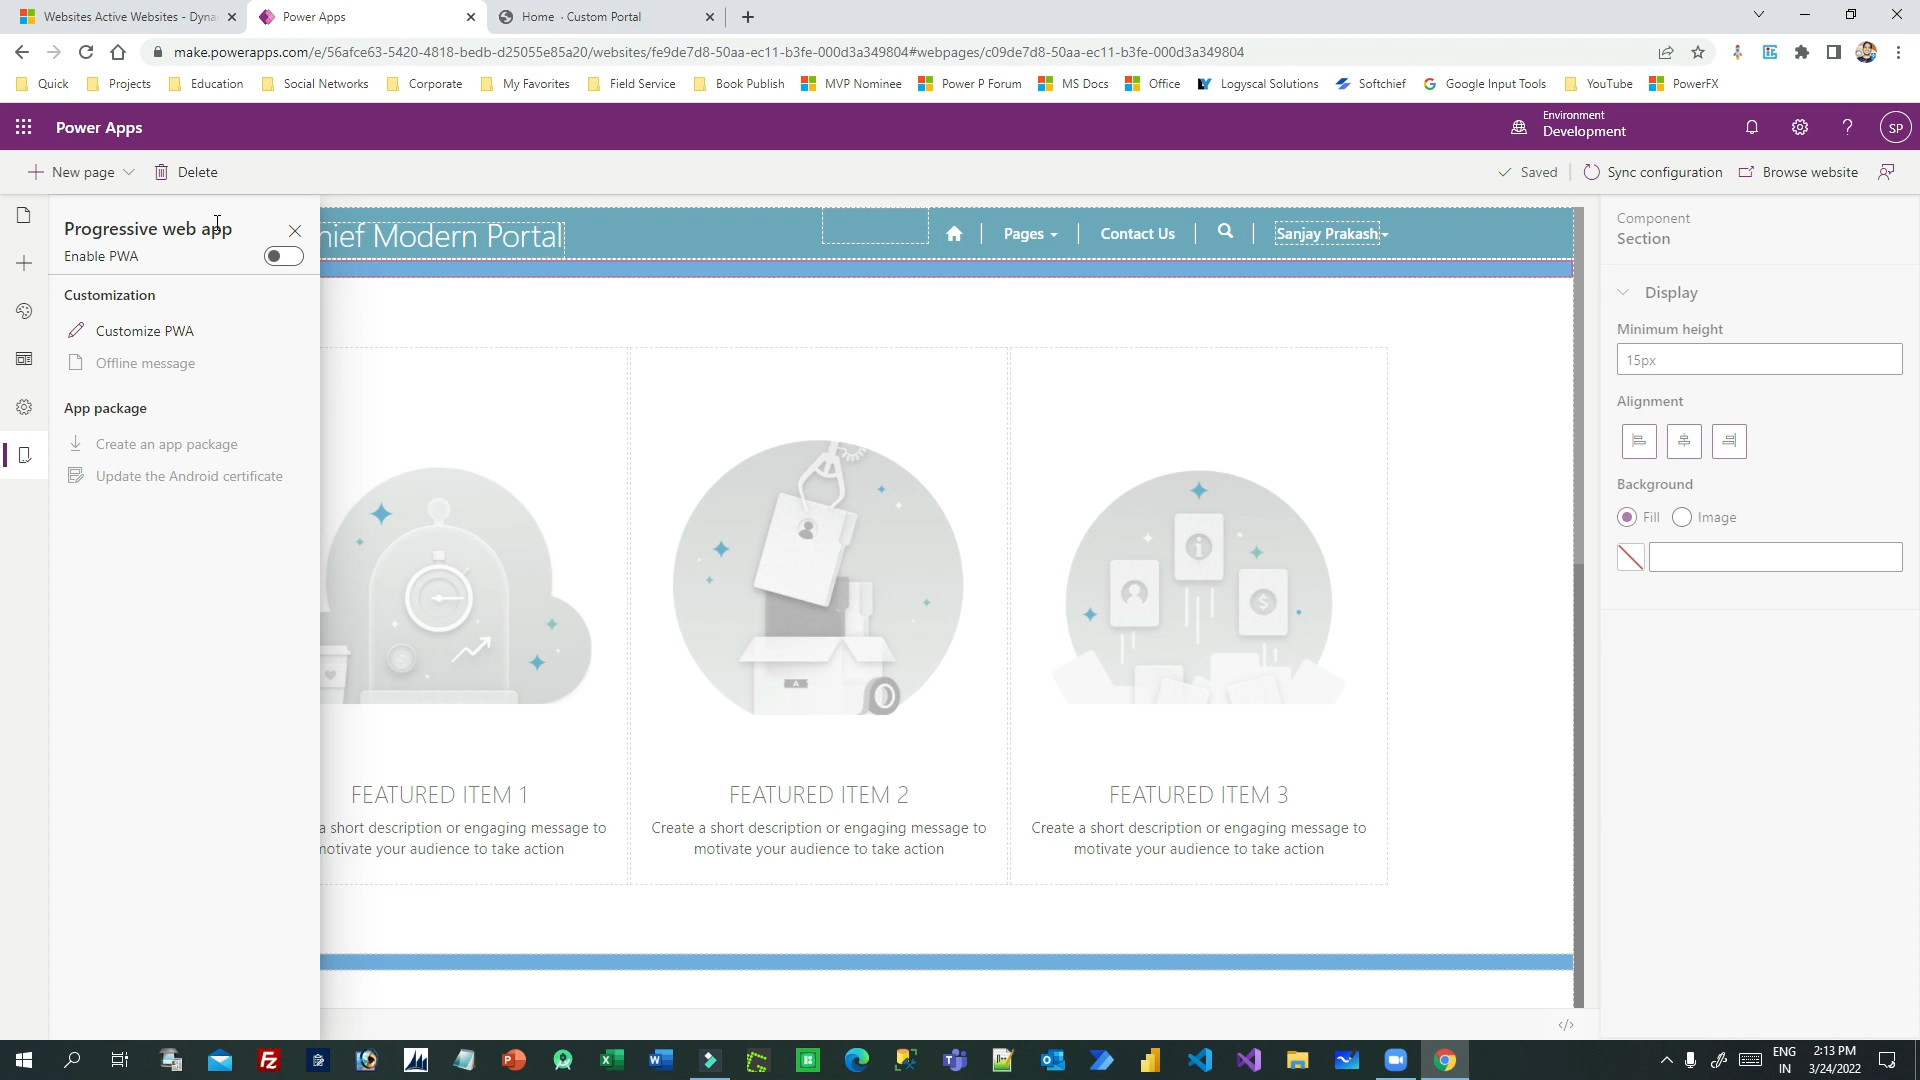 Websites Active Websites - Dyna
Power Apps
Home · Custom Portal
make.powerapps.com/e/56afce63-5420-4818-bedb-d25055e85a20/websites/fe9de7d8-50aa-ec11-b3fe-000d3a349804#webpages/c09de7d8-50aa-ec11-b3fe-000d3a349804
Quick
Projects
Education
Social Networks
Corporate
My Favorites
Field Service
Book Publish
MVP Nominee
Power P Forum
MS Docs
Office
Logyscal Solutions
Softchief
Google Input Tools
YouTube
PowerFX
Power Apps
Environment
Development
SP
New page
Delete
Saved
Sync configuration
Browse website
Progressive web app
Enable PWA
Customization
Customize PWA
Offline message
App package
Create an app package
Update the Android certificate
hief Modern Portal
Pages
Contact Us
Sanjay Prakash
FEATURED ITEM 1
a short description or engaging message to
motivate your audience to take action
FEATURED ITEM 2
Create a short description or engaging message to
motivate your audience to take action
FEATURED ITEM 3
Create a short description or engaging message to
motivate your audience to take action
Component
Section
Display
Minimum height
15px
Alignment
Background
Fill
Image
</>
ENG
IN
2:13 PM
3/24/2022